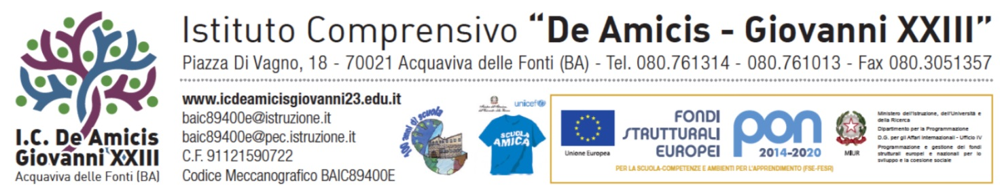 Istituto Comprensivo “De Amicis - Giovanni XXIII”
Piazza Di Vagno, 18 - 70021 Acquaviva delle Fonti (BA) - Tel. 080.761314 - 080.761013 - Fax 080.3051357
I.C. De Amicis
Giovanni XXIII
Acquaviva delle Fonti (BA)
www.icdeamicisgiovanni23.edu.it
baic89400e@istruzione.it
baic89400e@pec.istruzione.it
C.F. 91121590722
Codice Meccanografico BAIC89400E
anni di scuola
unicef
SCUOLA
AMICA
Unione Europea
FONDI
STRUTTURALI
EUROPEI
pon
2014-2020
MIUR
Ministero dell'Istruzione, dell'Università e
della Ricerca
Dipartimento per la Programmazione
D.G. per gli Affari Internazionali - Ufficio IV
Programmazione e gestione dei fondi
strutturali europei e nazionali per lo
sviluppo e la coesione sociale
PER LA SCUOLA-COMPETENZE E AMBIENTI PER L'APPRENDIMENTO (FSE-FESR)